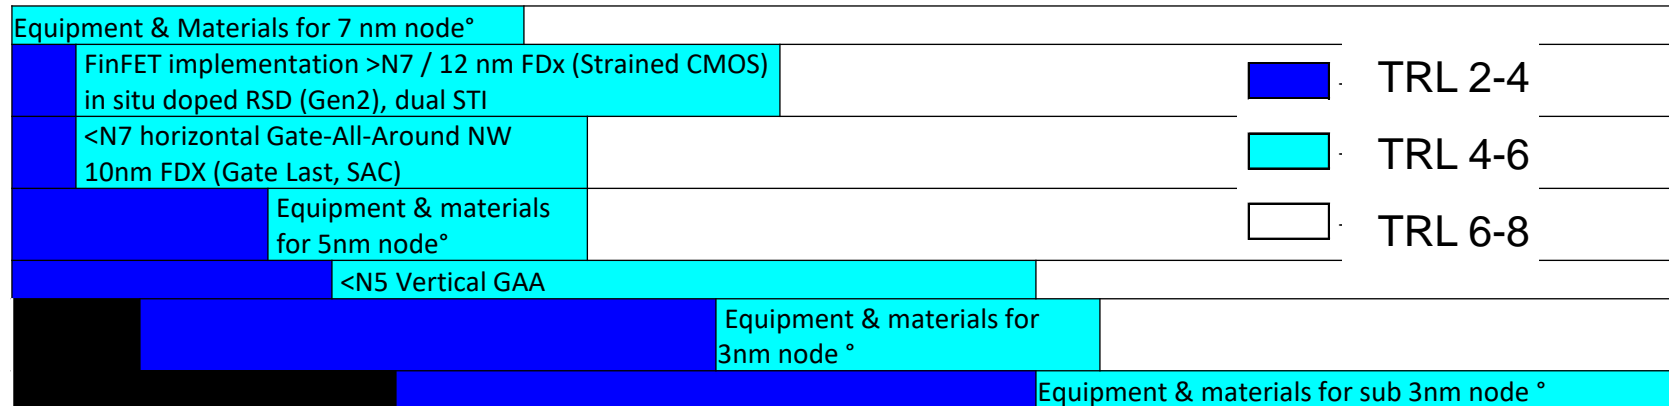 Equipment & Materials for 7 nm node°
FinFET implementation >N7 / 12 nm FDx (Strained CMOS)
in situ doped RSD (Gen2), dual STI
<N7 horizontal Gate-All-Around NW
10nm FDX (Gate Last, SAC)
Equipment & materials
for 5nm node°
<N5 Vertical GAA
Equipment & materials for
3nm node °
Equipment & materials for sub 3nm node °
TRL 2-4
TRL 4-6
TRL 6-8